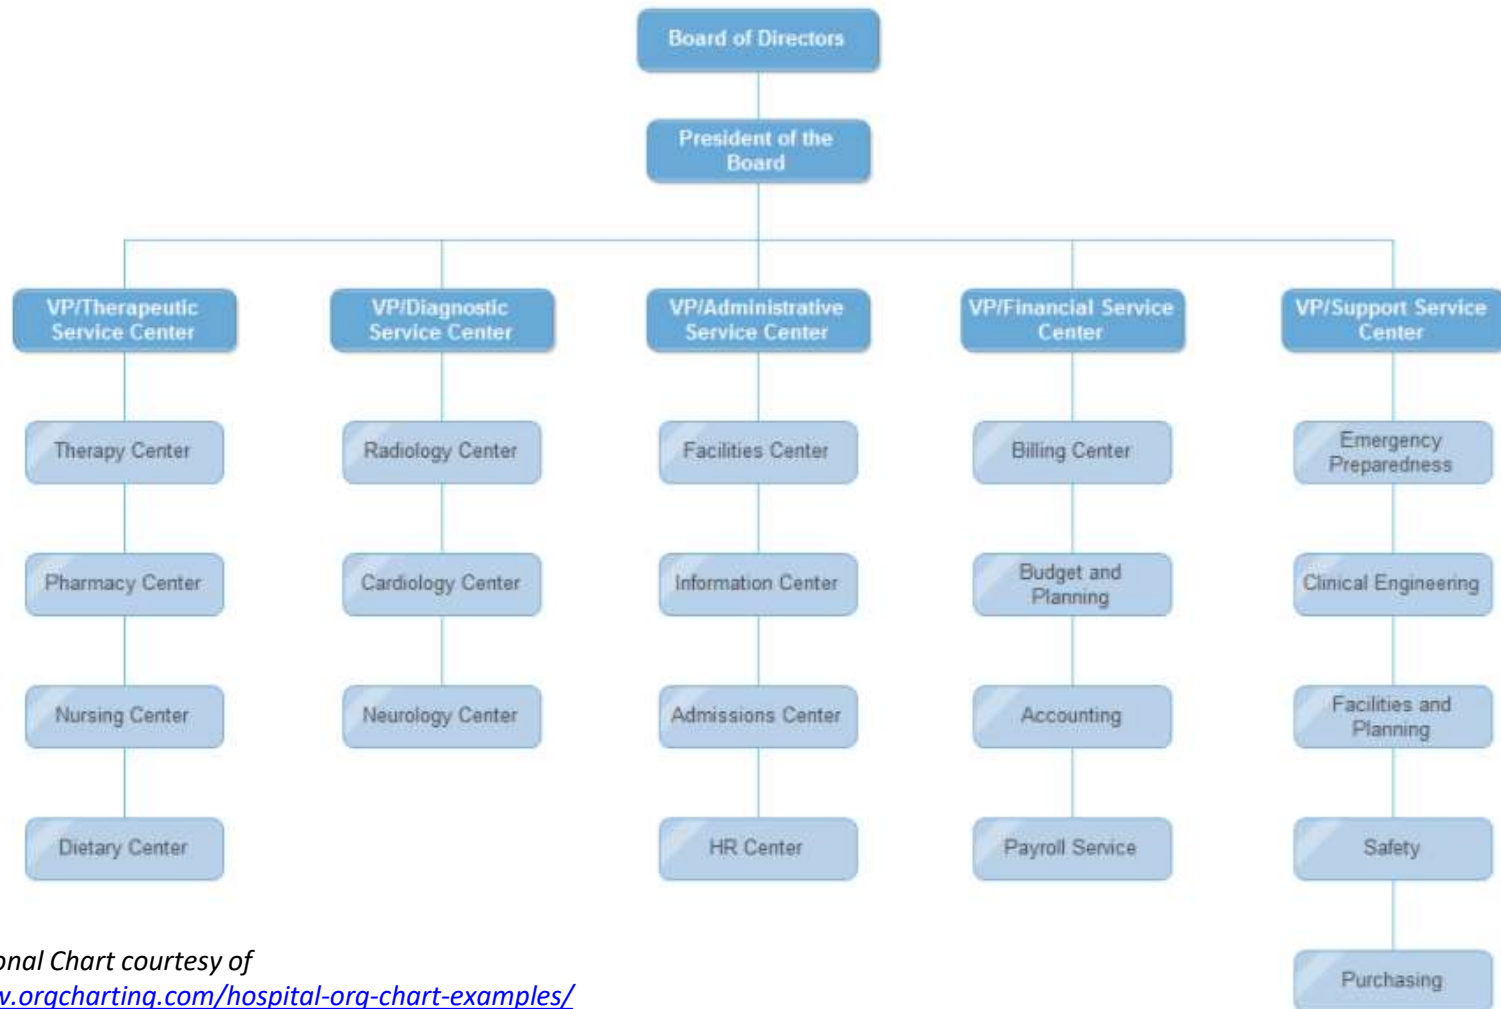 Board of Directors
President of the
Board
VP/Therapeutic
Service Center
VP/Diagnostic
Service Center
VP/Administrative
Service Center
VP/Financial Service
Center
VP/Support Service
Center
Therapy Center
Radiology Center
Facilities Center
Billing Center
Emergency
Preparedness
Pharmacy Center
Cardiology Center
Information Center
Budget and
Planning
Clinical Engineering
Nursing Center
Neurology Center
Admissions Center
Accounting
Facilities and
Planning
Dietary Center
HR Center
Payroll Service
Safety
Purchasing
onal Chart courtesy of
w.orgcharting.com/hospital-org-chart-examples/